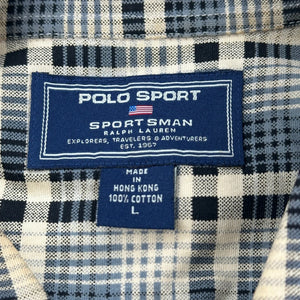 POLO SPORT
SPORTSMAN
RALPH LAUREN
EXPLORERS, TRAVELERS & ADVENTURERS
EST. 1967
MADE
IN
HONG KONG
100% COTTON
L